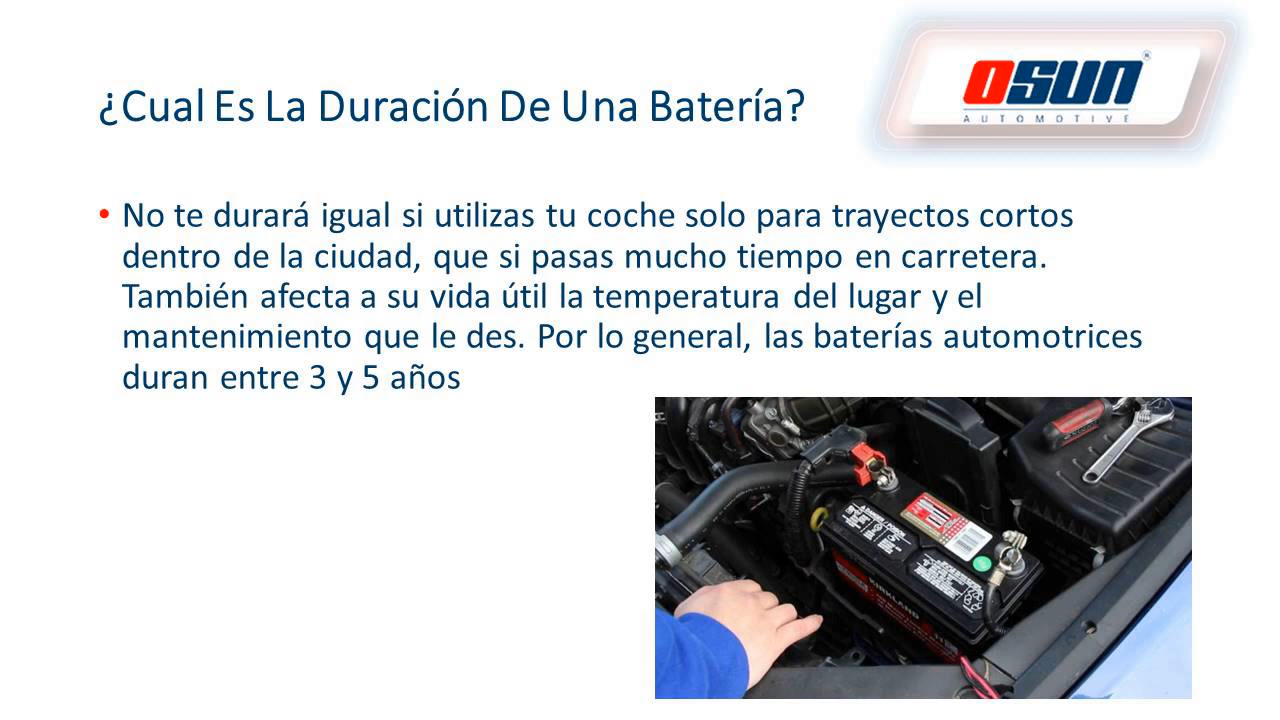 ¿Cual Es La Duración De Una Batería?
OSUN
AUTOMOTIVE
• No te durará igual si utilizas tu coche solo para trayectos cortos
dentro de la ciudad, que si pasas mucho tiempo en carretera.
También afecta a su vida útil la temperatura del lugar y el
mantenimiento que le des. Por lo general, las baterías automotrices
duran entre 3 y 5 años
KIRKLAND